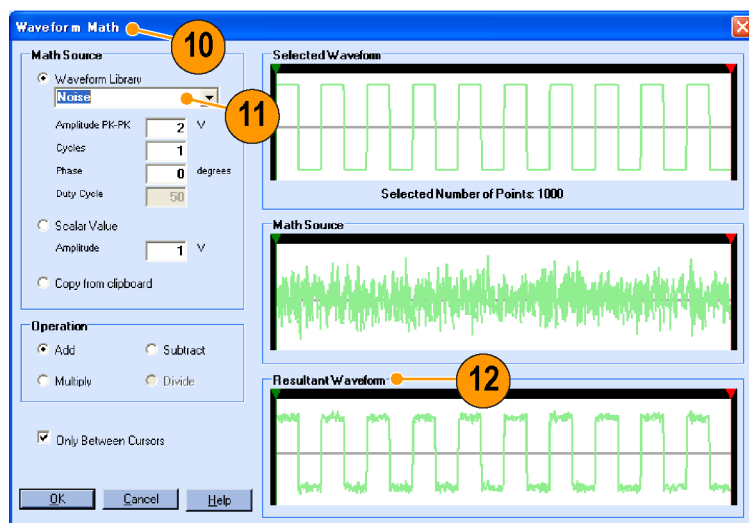 Waveform Math
10
Math Source
Waveform Library
Noise
11
Amplitude PK-PK 2 V
Cycles 1
Phase 0 degrees
Duty Cycle 50
Scalar Value
Amplitude 1 V
Copy from clipboard
Operation
Add Subtract
Multiply Divide
Only Between Cursors
OK Cancel Help
Selected Waveform
Selected Number of Points: 1000
Math Source
Resultant Waveform
12